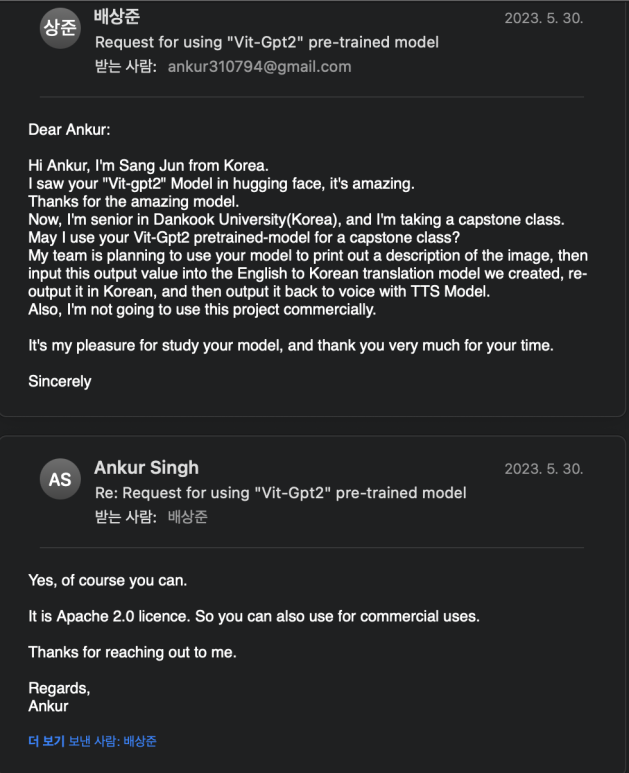 상준
배상준
2023. 5. 30.
Request for using "Vit-Gpt2" pre-trained model
받는 사람: ankur310794@gmail.com
Dear Ankur:
Hi Ankur, I'm Sang Jun from Korea.
I saw your "Vit-gpt2" Model in hugging face, it's amazing.
Thanks for the amazing model.
Now, I'm senior in Dankook University(Korea), and I'm taking a capstone class.
May I use your Vit-Gpt2 pretrained-model for a capstone class?
My team is planning to use your model to print out a description of the image, then
input this output value into the English to Korean translation model we created, re-
output it in Korean, and then output it back to voice with TTS Model.
Also, I'm not going to use this project commercially.
It's my pleasure for study your model, and thank you very much for your time.
Sincerely
AS
Ankur Singh
2023. 5. 30.
Re: Request for using "Vit-Gpt2" pre-trained model
받는 사람: 배상준
Yes, of course you can.
It is Apache 2.0 licence. So you can also use for commercial uses.
Thanks for reaching out to me.
Regards,
Ankur
더 보기 보낸 사람: 배상준